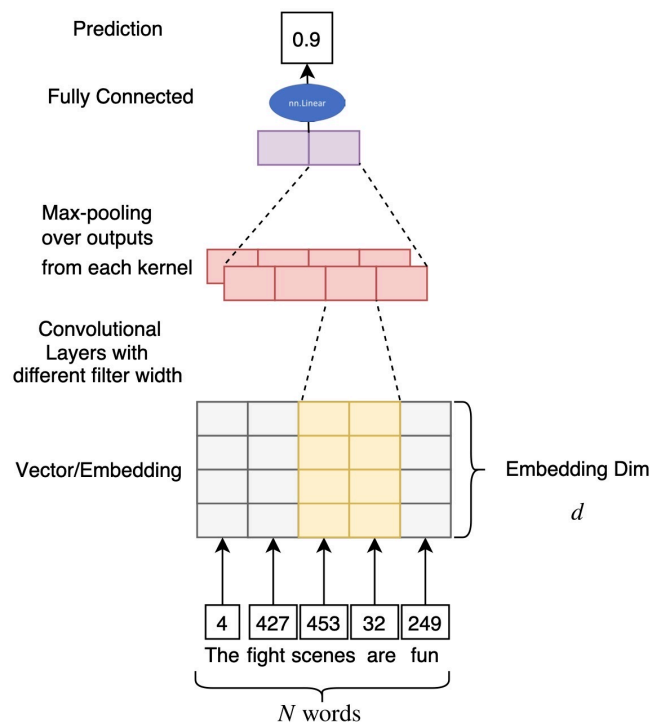 Prediction
0.9
Fully Connected
nn.Linear
Max-pooling
over outputs
from each kernel
Convolutional
Layers with
different filter width
Vector/Embedding
Embedding Dim
d
4 427 453 32 249
The fight scenes are fun
N words